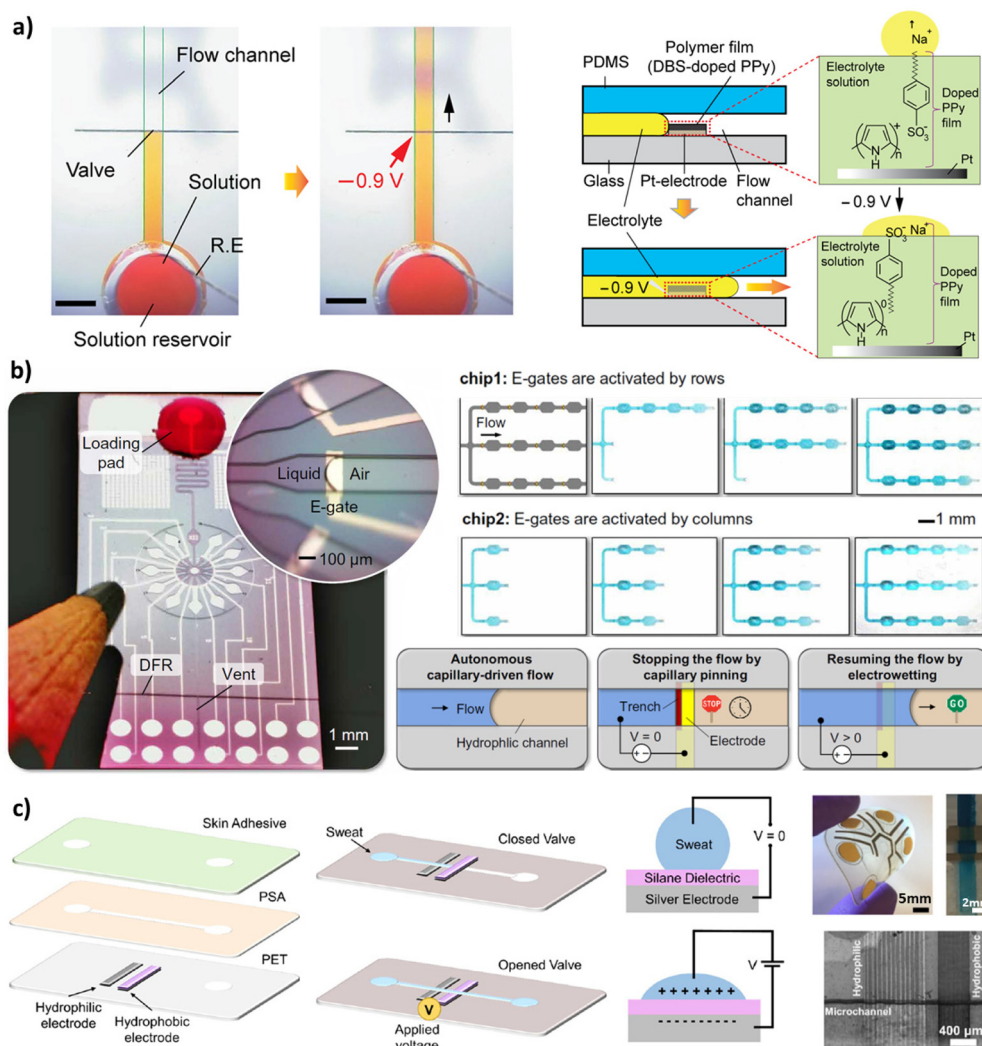 a)
Flow channel
Valve
Solution
−0.9 V
R.E
Solution reservoir
PDMS
Polymer film
(DBS-doped PPy)
Glass
Pt-electrode
Flow
channel
Electrolyte
−0.9 V
Electrolyte
solution
Na+
SO3−
Doped
PPy
film
( )n+
N
H
Pt
− 0.9 V
SO3− Na+
Electrolyte
solution
Doped
PPy
film
( )n0
N
H
Pt
b)
Loading
pad
Liquid
Air
E-gate
100 µm
DFR
Vent
1 mm
chip1: E-gates are activated by rows
Flow
chip2: E-gates are activated by columns
1 mm
Autonomous
capillary-driven flow
Flow
Hydrophlic channel
Stopping the flow by
capillary pinning
Trench
STOP
V = 0
Electrode
Resuming the flow by
electrowetting
GO
V > 0
c)
Skin Adhesive
PSA
PET
Hydrophilic
electrode
Hydrophobic
electrode
Sweat
Closed Valve
Opened Valve
V
Applied
voltage
Sweat
V = 0
Silane Dielectric
Silver Electrode
V
+ + + + + + +
- - - - - - - -
5mm
2mm
Hydrophilic
Hydrophobic
Microchannel
400 µm